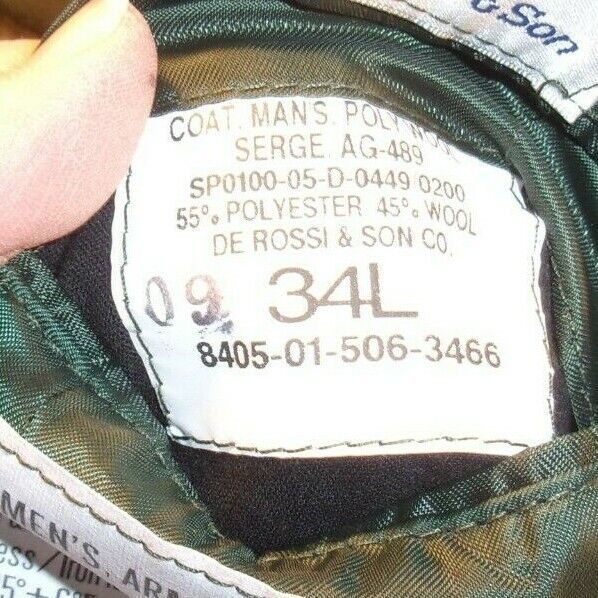 & Son
COAT. MAN'S. POLY WOOL
SERGE. AG-489
SP0100-05-D-0449 0200
55% POLYESTER 45% WOOL
DE ROSSI & SON CO.
09 34L
8405-01-506-3466
MEN'S, ARM